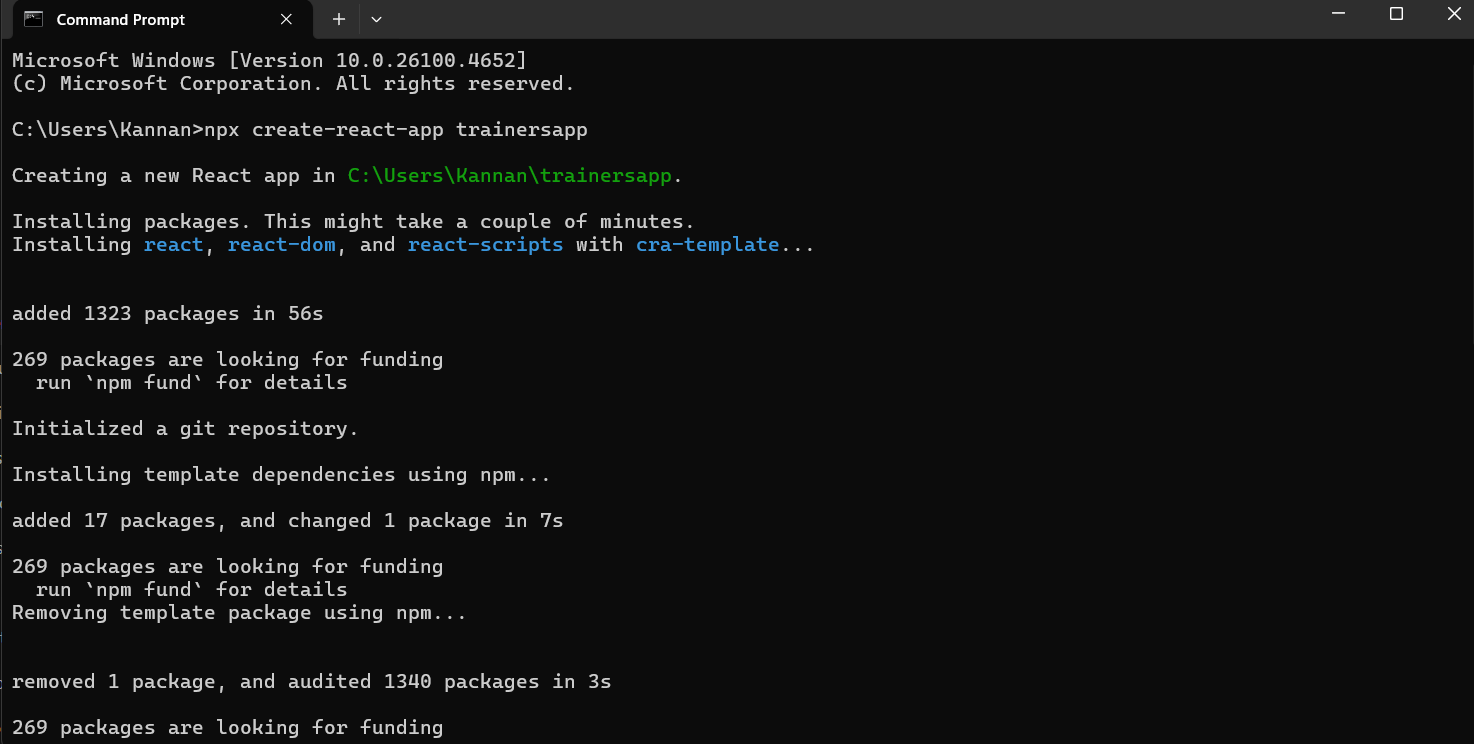 Command Prompt
Microsoft Windows [Version 10.0.26100.4652]
(c) Microsoft Corporation. All rights reserved.
C:\Users\Kannan>npx create-react-app trainersapp
Creating a new React app in C:\Users\Kannan\trainersapp.
Installing packages. This might take a couple of minutes.
Installing react, react-dom, and react-scripts with cra-template...
added 1323 packages in 56s
269 packages are looking for funding
  run `npm fund` for details
Initialized a git repository.
Installing template dependencies using npm...
added 17 packages, and changed 1 package in 7s
269 packages are looking for funding
  run `npm fund` for details
Removing template package using npm...
removed 1 package, and audited 1340 packages in 3s
269 packages are looking for funding